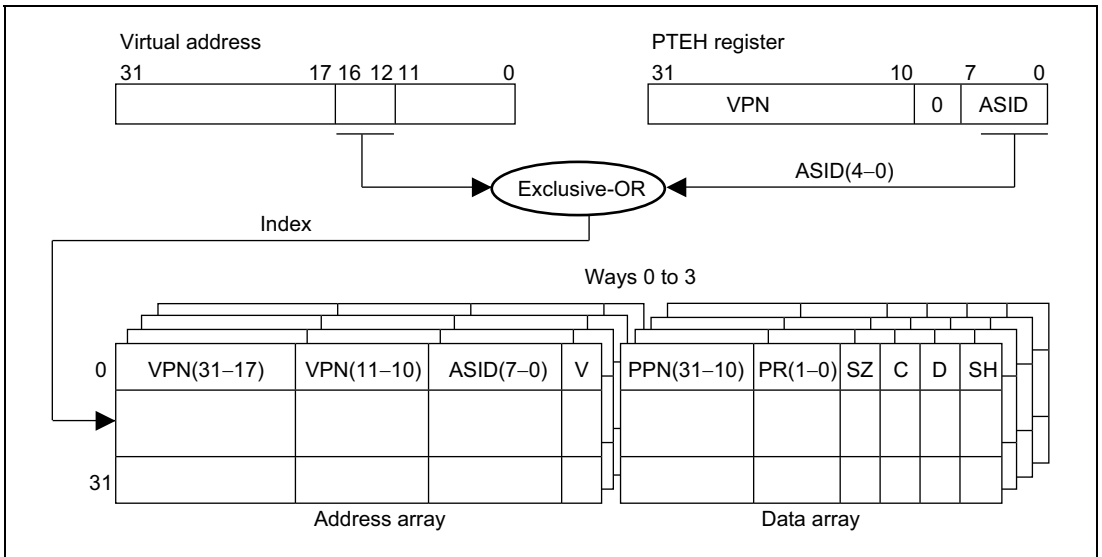 Virtual address
31 17 16 12 11 0
PTEH register
31 10 7 0
VPN 0 ASID
ASID(4–0)
Exclusive-OR
Index
Ways 0 to 3
0 VPN(31–17) VPN(11–10) ASID(7–0) V PPN(31–10) PR(1–0) SZ C D SH
31
Address array Data array